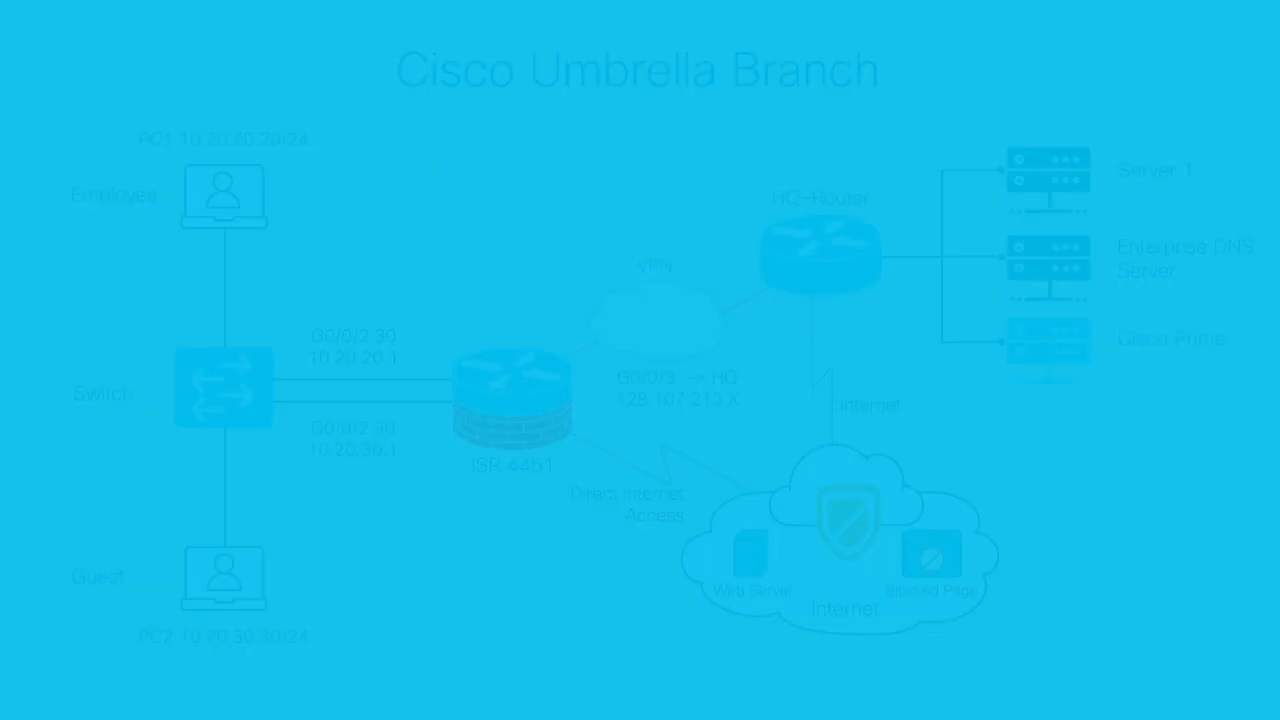 Cisco Umbrella Branch
PC1 10.20.20.20/24
Employee
Switch
G0/0/2.30
10.20.20.1
G0/0/2.30
10.20.30.1
Guest
PC2 10.20.30.30/24
ISR 4451
VPN
HQ-Router
G0/0/3 -> HQ
128.107.213.X
Internet
Direct Internet
Access
Server 1
Enterprise DNS
Server
Cisco Prime
Web Server
Blocked Page
Internet